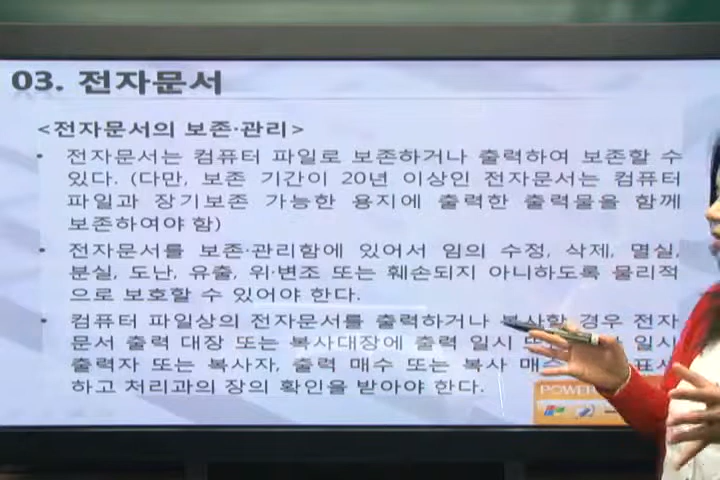 03. 전자문서
<전자문서의 보존·관리>
• 전자문서는 컴퓨터 파일로 보존하거나 출력하여 보존할 수
있다. (다만, 보존 기간이 20년 이상인 전자문서는 컴퓨터
파일과 장기보존 가능한 용지에 출력한 출력물을 함께
보존하여야 함)
• 전자문서를 보존·관리함에 있어서 임의 수정, 삭제, 멸실,
분실, 도난, 유출, 위·변조 또는 훼손되지 아니하도록 물리적
으로 보호할 수 있어야 한다.
• 컴퓨터 파일상의 전자문서를 출력하거나 복사할 경우 전자
문서 출력 대장 또는 복사대장에 출력 일시 일시
출력자 또는 복사자, 출력 매수 또는 복사
하고 처리과의 장의 확인을 받아야 한다.
POWER